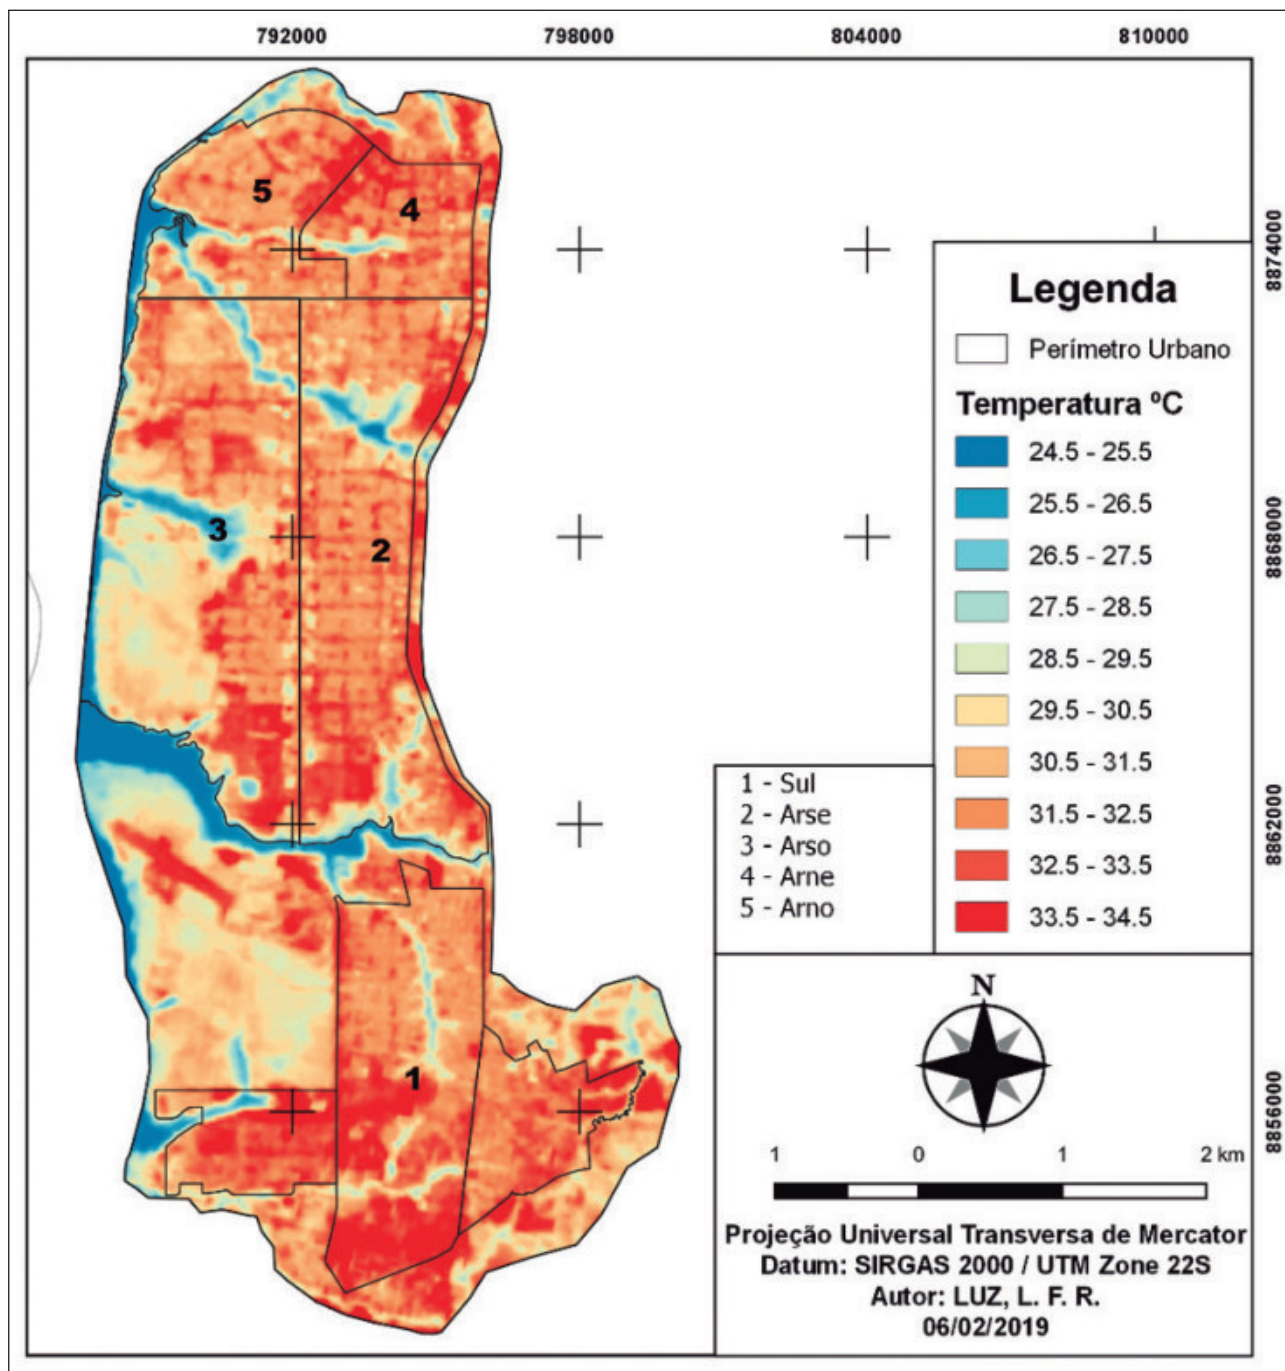 792000 798000 804000 810000
8874000
8868000
8862000
8856000
5
4
3
2
1
Legenda
Perímetro Urbano
Temperatura ºC
24.5 - 25.5
25.5 - 26.5
26.5 - 27.5
27.5 - 28.5
28.5 - 29.5
29.5 - 30.5
30.5 - 31.5
31.5 - 32.5
32.5 - 33.5
33.5 - 34.5
1 - Sul
2 - Arse
3 - Arso
4 - Arne
5 - Arno
N
1 0 1 2 km
Projeção Universal Transversa de Mercator
Datum: SIRGAS 2000 / UTM Zone 22S
Autor: LUZ, L. F. R.
06/02/2019